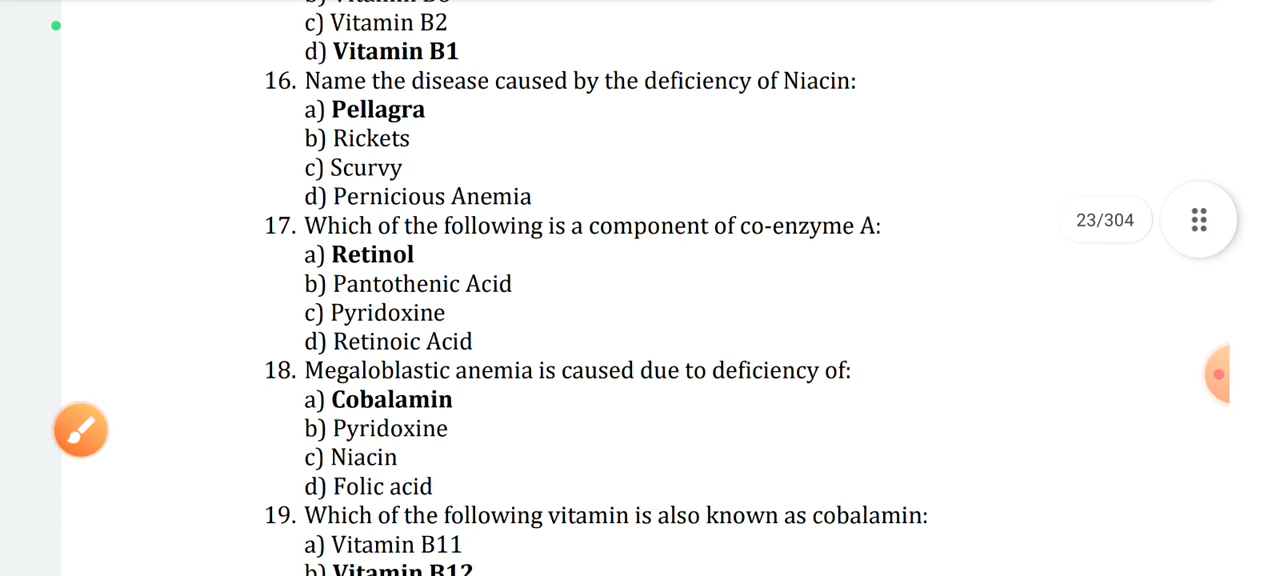 c) Vitamin B2
d) Vitamin B1
16. Name the disease caused by the deficiency of Niacin:
a) Pellagra
b) Rickets
c) Scurvy
d) Pernicious Anemia
17. Which of the following is a component of co-enzyme A:
a) Retinol
b) Pantothenic Acid
c) Pyridoxine
d) Retinoic Acid
23/304
18. Megaloblastic anemia is caused due to deficiency of:
a) Cobalamin
b) Pyridoxine
c) Niacin
d) Folic acid
19. Which of the following vitamin is also known as cobalamin:
a) Vitamin B11
b) Vitamin B12